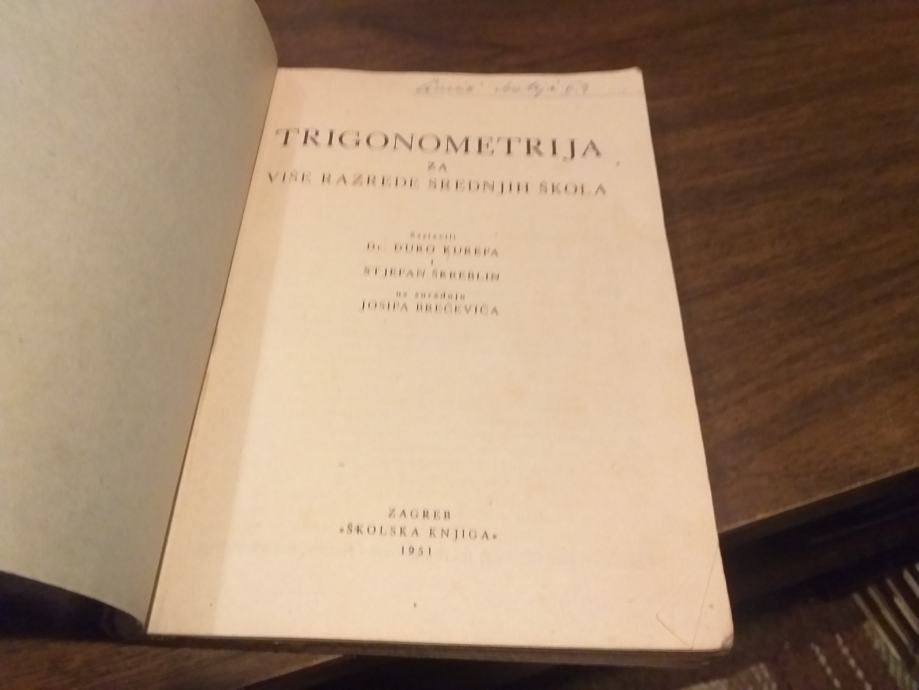 TRIGONOMETRIJA
ZA
VIŠE RAZREDE SREDNJIH ŠKOLA
Sastavili
Dr. ĐURO KUREPA
I
STJEPAN ŠKREBLIN
uz suradnju
JOSIPA BREČEVIĆA
ZAGREB
»ŠKOLSKA KNJIGA«
1951